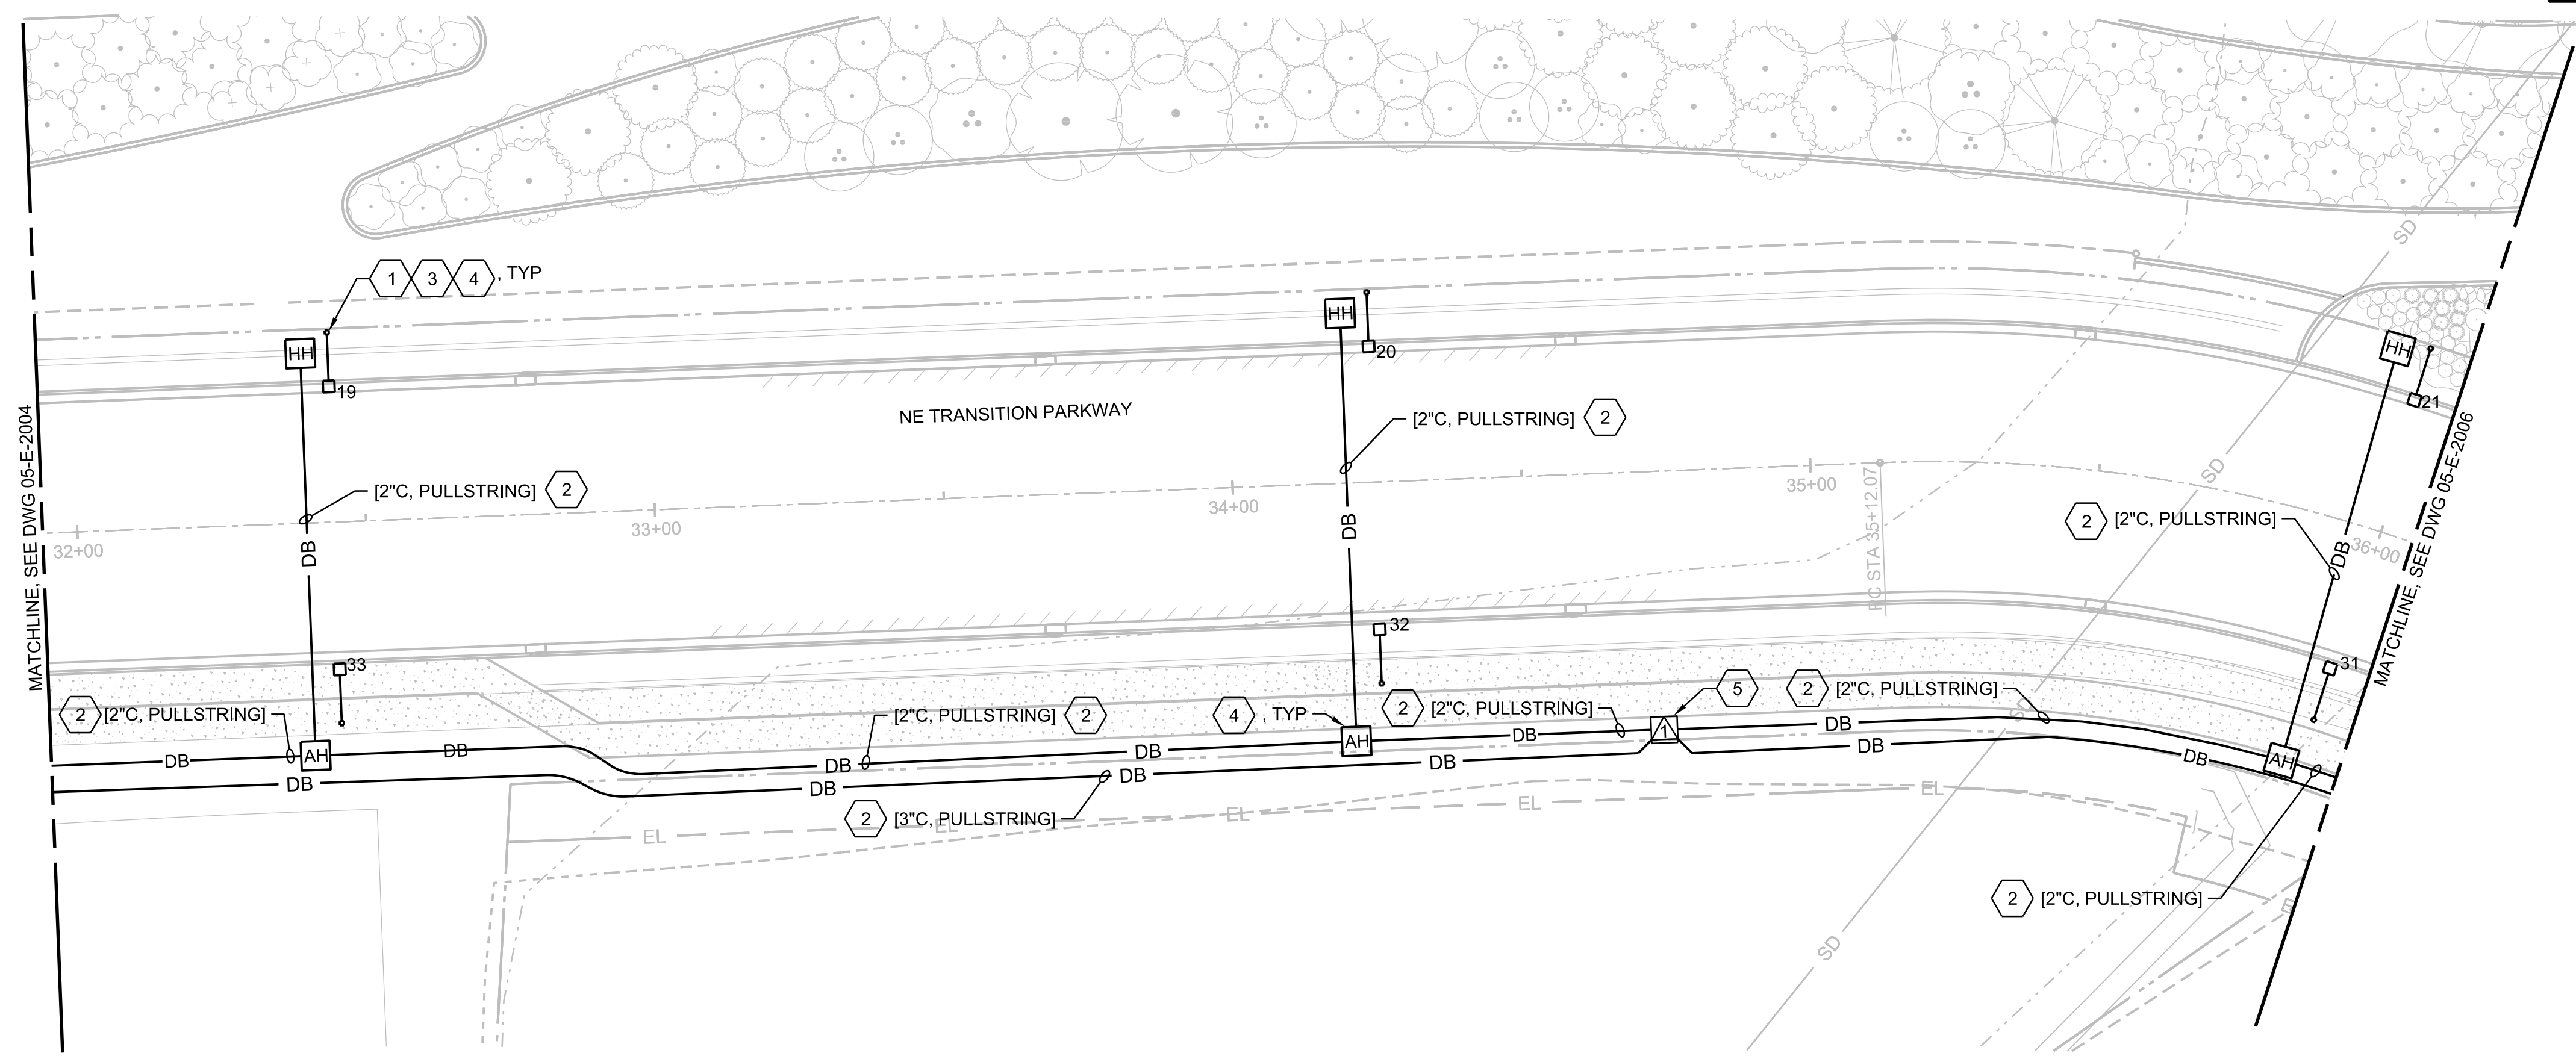 SD
1 3 4 , TYP
HH
HH
HH
19
20
21
NE TRANSITION PARKWAY
[2"C, PULLSTRING] 2
MATCHLINE, SEE DWG 05-E-2004
MATCHLINE, SEE DWG 05-E-2006
[2"C, PULLSTRING] 2
SD
2 [2"C, PULLSTRING]
32+00
33+00
34+00
35+00
36+00
PC STA 35+12.07
DB
DB
DB
33
32
31
2 [2"C, PULLSTRING]
[2"C, PULLSTRING] 2
4 , TYP
2 [2"C, PULLSTRING]
5
2 [2"C, PULLSTRING]
SD
AH
AH
AH
1
DB
DB
DB
DB
DB
DB
DB
DB
DB
DB
DB
DB
2 [3"C, PULLSTRING]
EL
EL
EL
EL
EL
2 [2"C, PULLSTRING]
E
SD